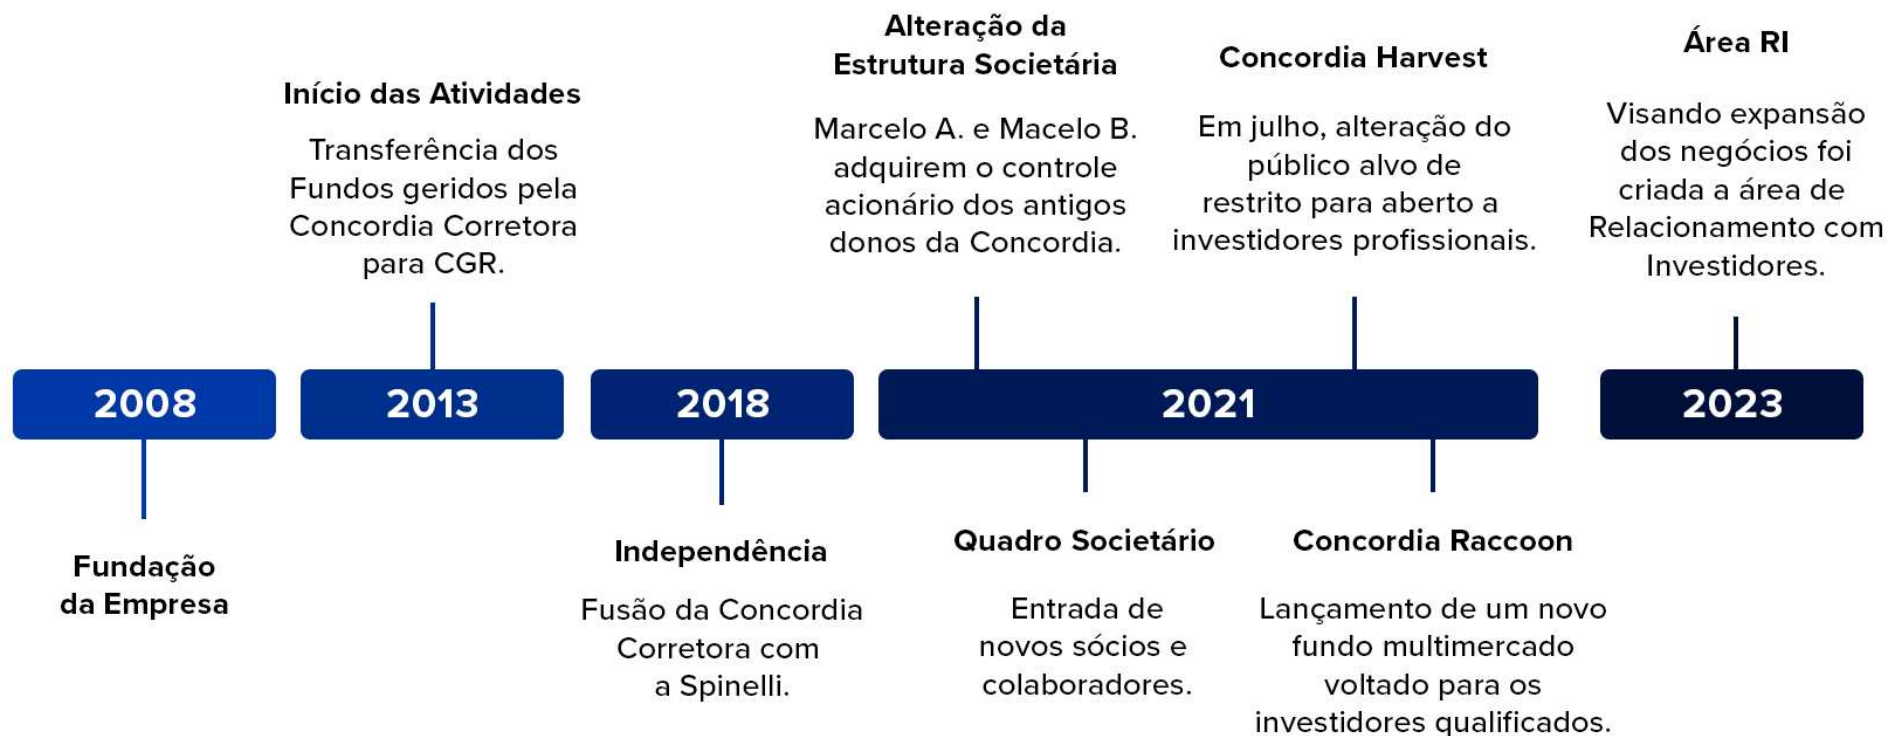 Início das Atividades
Transferência dos
Fundos geridos pela
Concordia Corretora
para CGR.
Alteração da
Estrutura Societária
Marcelo A. e Macelo B.
adquirem o controle
acionário dos antigos
donos da Concordia.
Concordia Harvest
Em julho, alteração do
público alvo de
restrito para aberto a
investidores profissionais.
Área RI
Visando expansão
dos negócios foi
criada a área de
Relacionamento com
Investidores.
2008
2013
2018
2021
2023
Fundação
da Empresa
Independência
Fusão da Concordia
Corretora com
a Spinelli.
Quadro Societário
Entrada de
novos sócios e
colaboradores.
Concordia Raccoon
Lançamento de um novo
fundo multimercado
voltado para os
investidores qualificados.